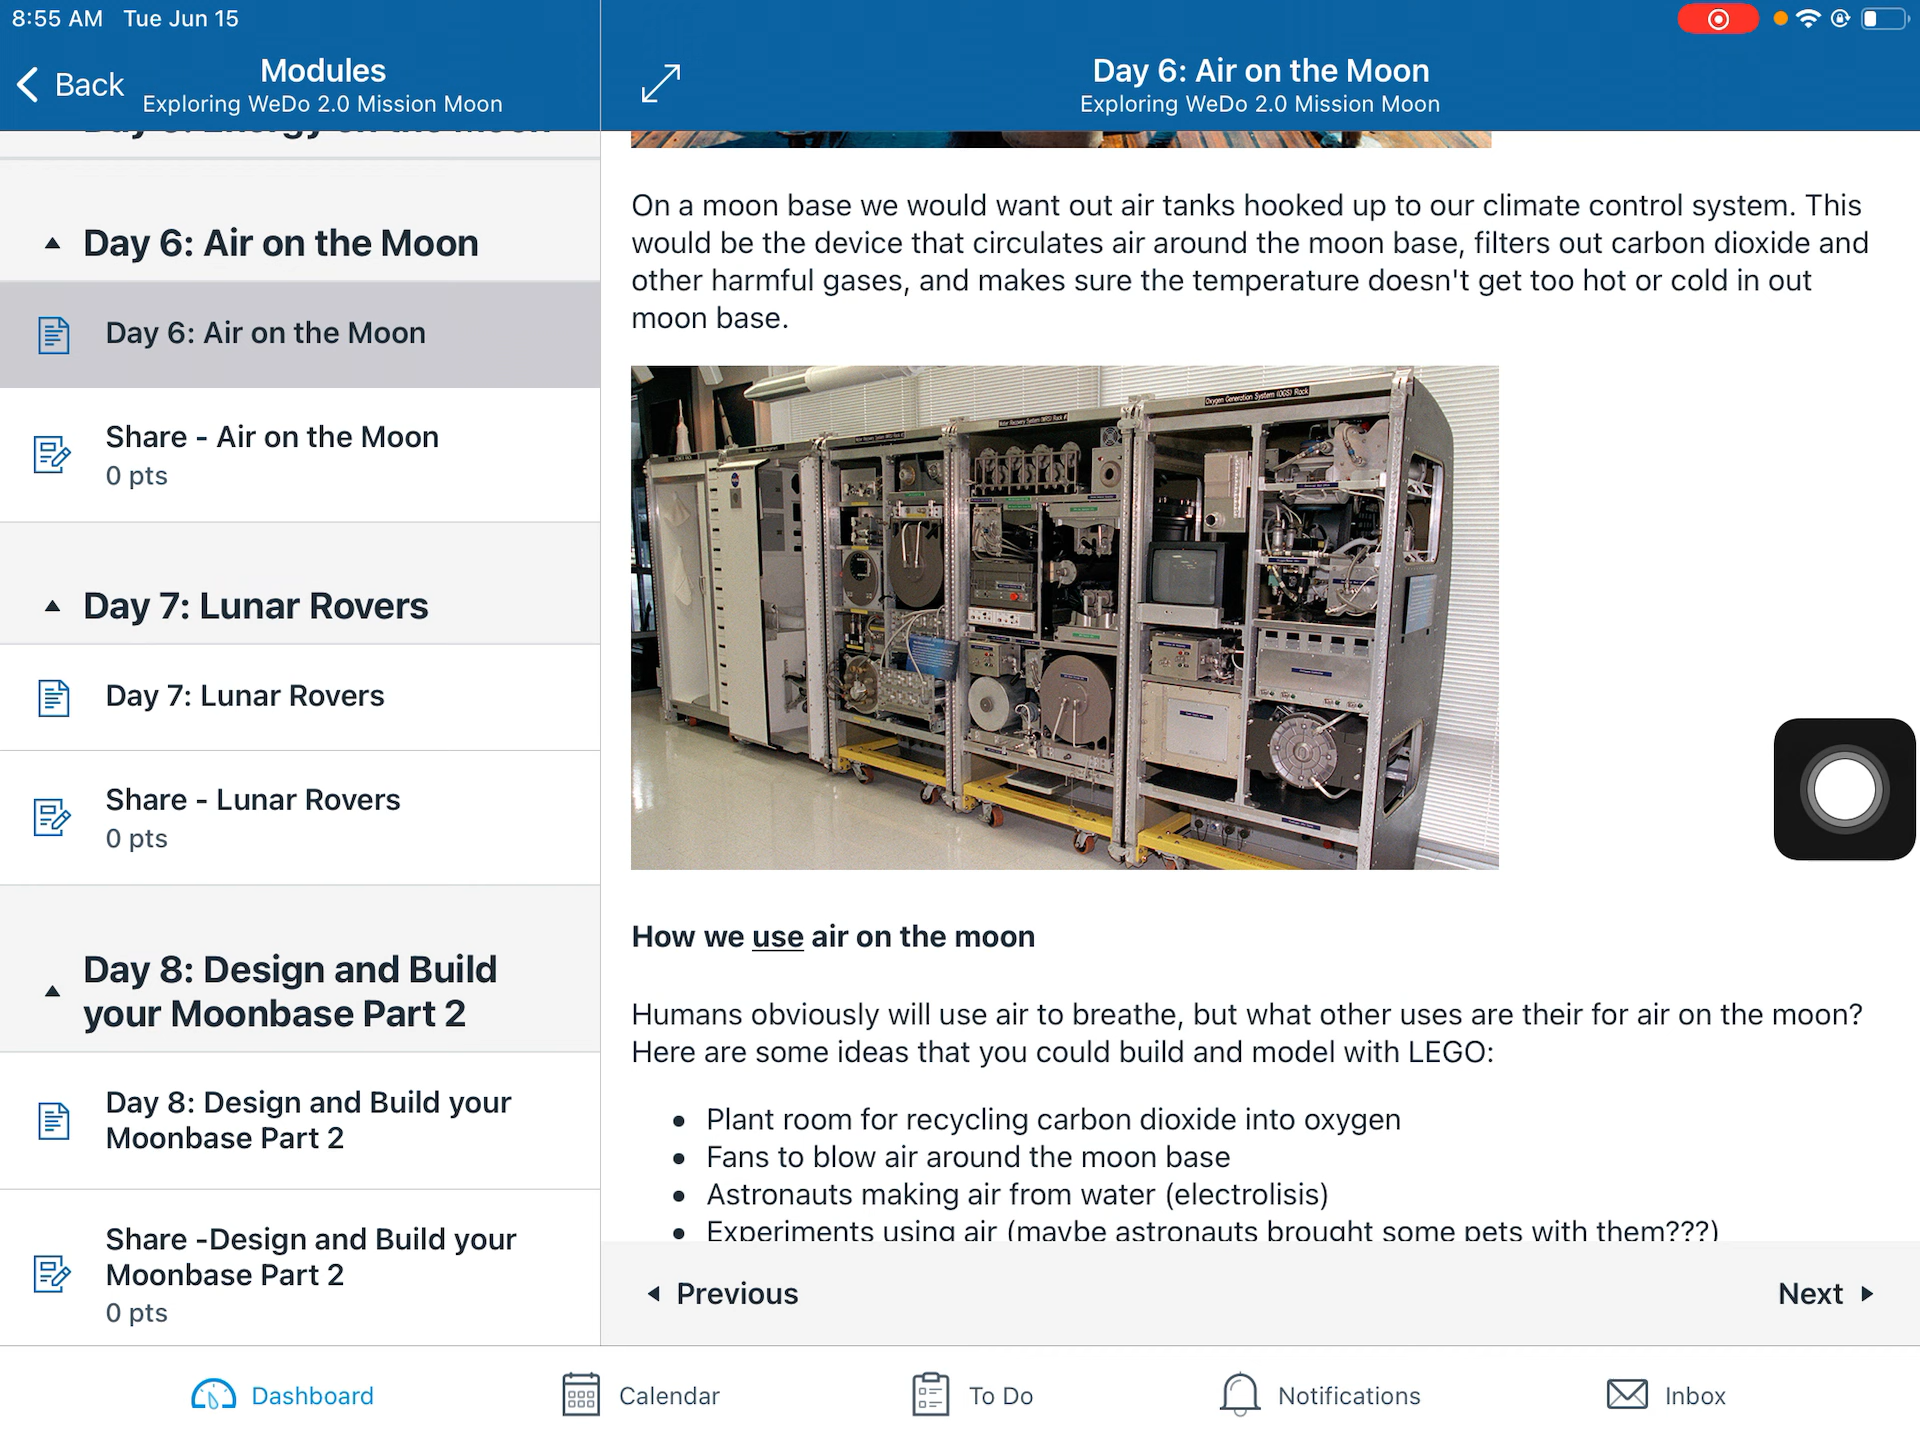 8:55 AM Tue Jun 15
Back
Modules
Exploring WeDo 2.0 Mission Moon
Day 6: Air on the Moon
Exploring WeDo 2.0 Mission Moon
Day 6: Air on the Moon
Day 6: Air on the Moon
Share - Air on the Moon
0 pts
Day 7: Lunar Rovers
Day 7: Lunar Rovers
Share - Lunar Rovers
0 pts
Day 8: Design and Build
your Moonbase Part 2
Day 8: Design and Build your
Moonbase Part 2
Share -Design and Build your
Moonbase Part 2
0 pts
On a moon base we would want out air tanks hooked up to our climate control system. This
would be the device that circulates air around the moon base, filters out carbon dioxide and
other harmful gases, and makes sure the temperature doesn't get too hot or cold in out
moon base.
Oxygen Generation System (OGS) Rack
How we use air on the moon
Humans obviously will use air to breathe, but what other uses are their for air on the moon?
Here are some ideas that you could build and model with LEGO:
Plant room for recycling carbon dioxide into oxygen
Fans to blow air around the moon base
Astronauts making air from water (electrolisis)
Experiments using air (maybe astronauts brought some pets with them???)
Previous
Next
Dashboard
Calendar
To Do
Notifications
Inbox